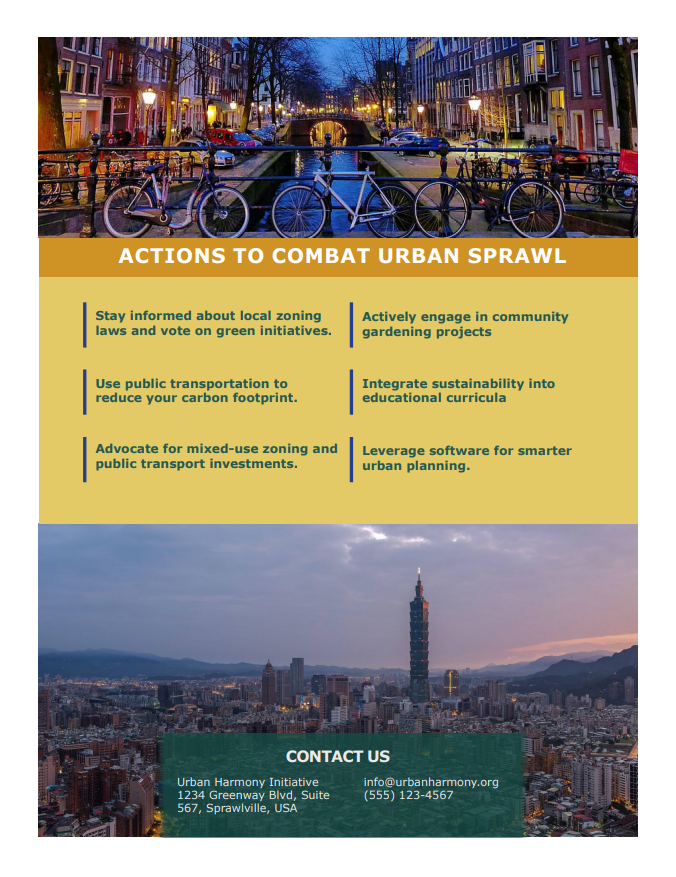 ACTIONS TO COMBAT URBAN SPRAWL
Stay informed about local zoning
laws and vote on green initiatives.
Actively engage in community
gardening projects
Use public transportation to
reduce your carbon footprint.
Integrate sustainability into
educational curricula
Advocate for mixed-use zoning and
public transport investments.
Leverage software for smarter
urban planning.
CONTACT US
Urban Harmony Initiative
1234 Greenway Blvd, Suite
567, Sprawlville, USA
info@urbanharmony.org
(555) 123-4567